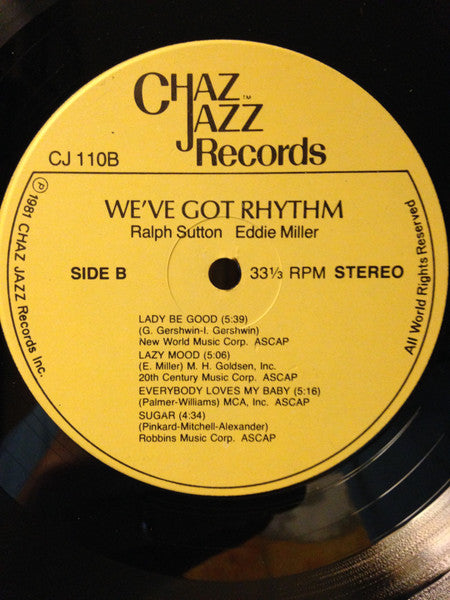 CHAZ
JAZZ
Records
TM
CJ 110B
WE'VE GOT RHYTHM
Ralph Sutton Eddie Miller
SIDE B
33⅓ RPM STEREO
LADY BE GOOD (5:39)
(G. Gershwin-I. Gershwin)
New World Music Corp. ASCAP
LAZY MOOD (5:06)
(E. Miller) M. H. Goldsen, Inc.
20th Century Music Corp. ASCAP
EVERYBODY LOVES MY BABY (5:16)
(Palmer-Williams) MCA, Inc. ASCAP
SUGAR (4:34)
(Pinkard-Mitchell-Alexander)
Robbins Music Corp. ASCAP
℗ 1981 CHAZ JAZZ Records Inc.
All World Rights Reserved